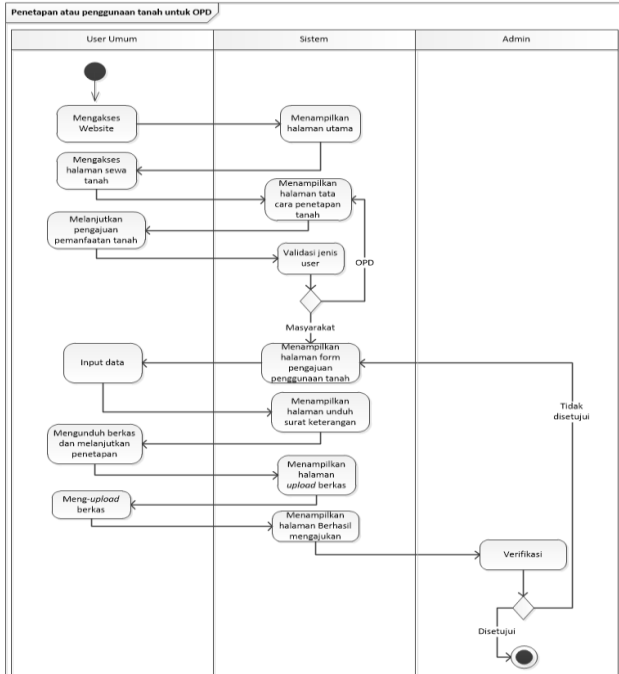 Penetapan atau penggunaan tanah untuk OPD
User Umum
Sistem
Admin
Mengakses
Website
Menampilkan
halaman utama
Mengakses
halaman sewa
tanah
Menampilkan
halaman tata
cara penetapan
tanah
Melanjutkan
pengajuan
pemanfaatan tanah
Validasi jenis
user
OPD
Masyarakat
Menampilkan
halaman form
pengajuan
penggunaan tanah
Input data
Menampilkan
halaman unduh
surat keterangan
Tidak
disetujui
Mengunduh berkas
dan melanjutkan
penetapan
Menampilkan
halaman
upload berkas
Meng-upload
berkas
Menampilkan
halaman Berhasil
mengajukan
Verifikasi
Disetujui